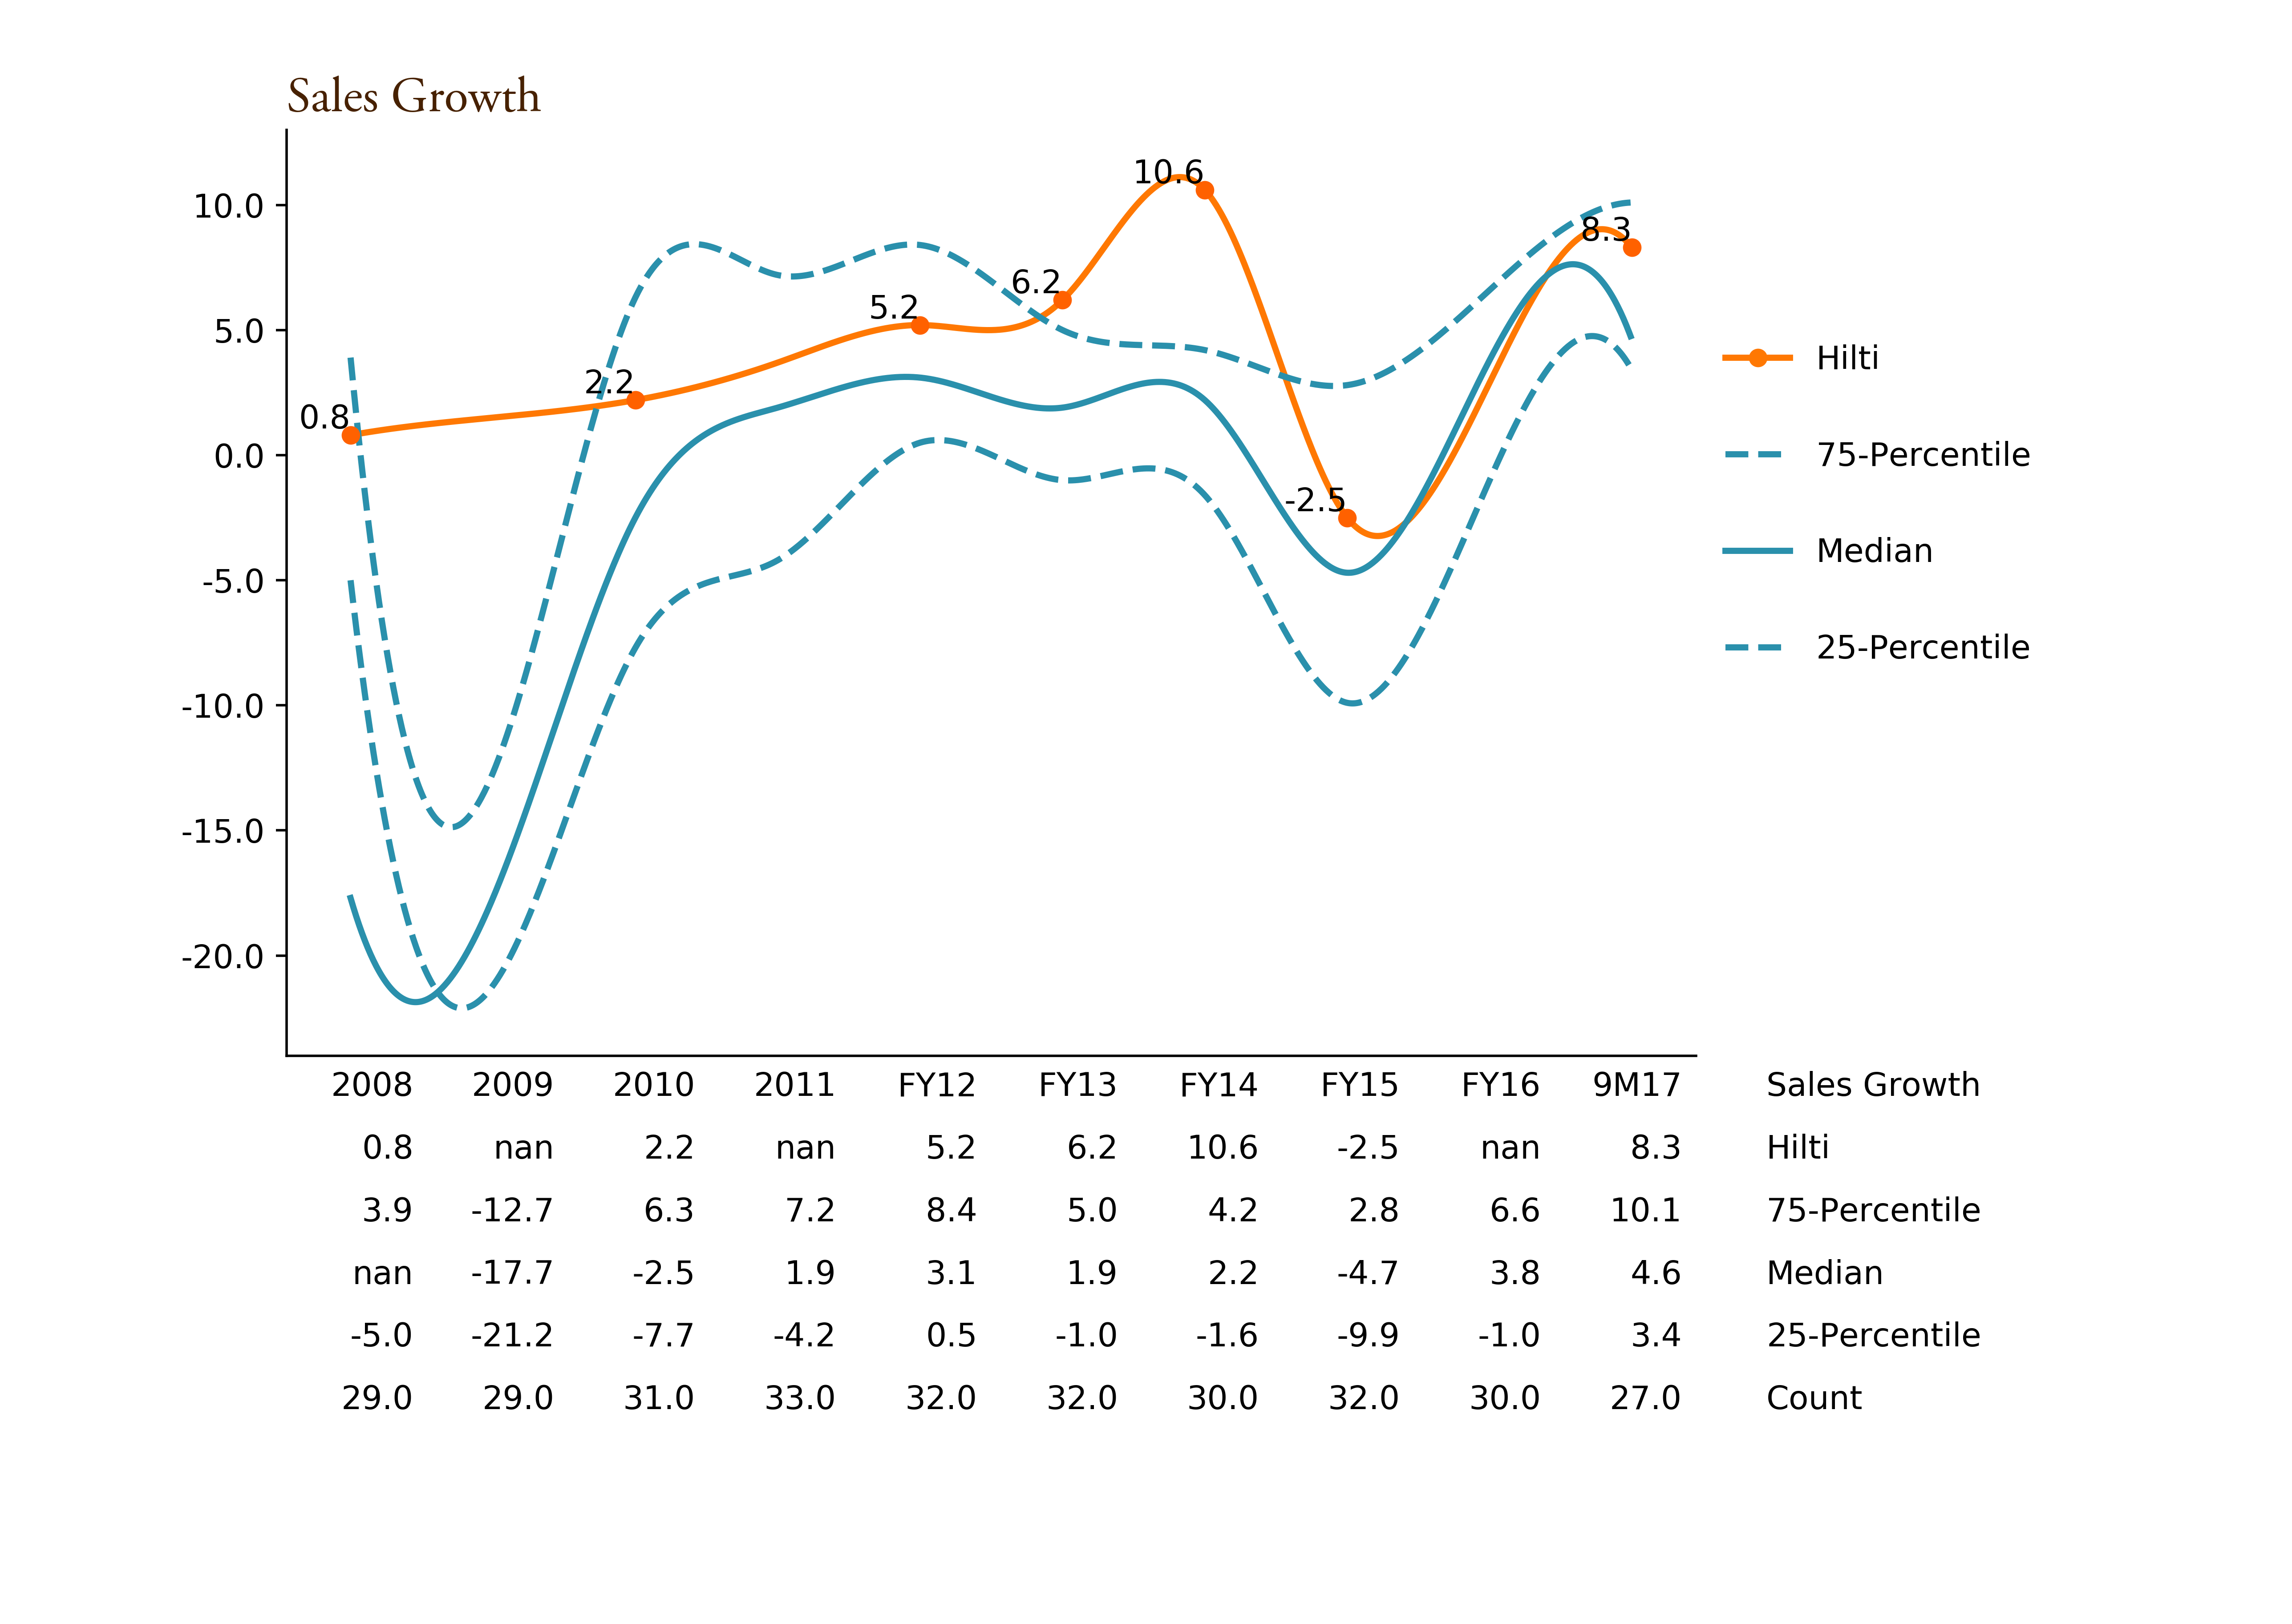 Sales Growth
10.6
10.0
8.3
6.2
5.2
5.0
2.2
0.8
0.0
-2.5
-5.0
-10.0
-15.0
-20.0
Hilti
75-Percentile
Median
25-Percentile
2008 2009 2010 2011 FY12 FY13 FY14 FY15 FY16 9M17 Sales Growth
0.8 nan 2.2 nan 5.2 6.2 10.6 -2.5 nan 8.3 Hilti
3.9 -12.7 6.3 7.2 8.4 5.0 4.2 2.8 6.6 10.1 75-Percentile
nan -17.7 -2.5 1.9 3.1 1.9 2.2 -4.7 3.8 4.6 Median
-5.0 -21.2 -7.7 -4.2 0.5 -1.0 -1.6 -9.9 -1.0 3.4 25-Percentile
29.0 29.0 31.0 33.0 32.0 32.0 30.0 32.0 30.0 27.0 Count